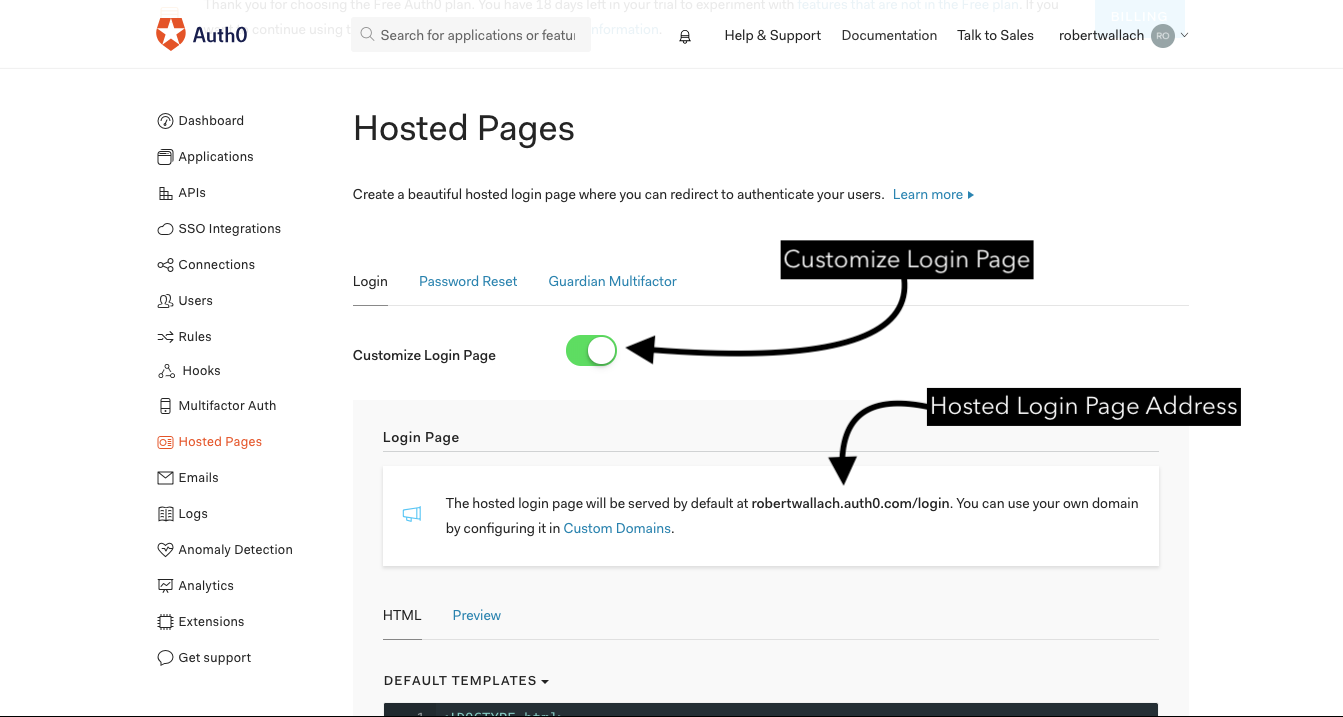 Thank you for choosing the Free Auth0 plan. You have 18 days left in your trial to experiment with features that are not in the Free plan. If you
continue using
information.
BILLING
Auth0
Search for applications or featu
Help & Support
Documentation
Talk to Sales
robertwallach
RO
Dashboard
Applications
APIs
SSO Integrations
Connections
Users
Rules
Hooks
Multifactor Auth
Hosted Pages
Emails
Logs
Anomaly Detection
Analytics
Extensions
Get support
Hosted Pages
Create a beautiful hosted login page where you can redirect to authenticate your users. Learn more
Customize Login Page
Login
Password Reset
Guardian Multifactor
Customize Login Page
Hosted Login Page Address
Login Page
The hosted login page will be served by default at robertwallach.auth0.com/login. You can use your own domain
by configuring it in Custom Domains.
HTML
Preview
DEFAULT TEMPLATES
1 <!DOCTYPE html>